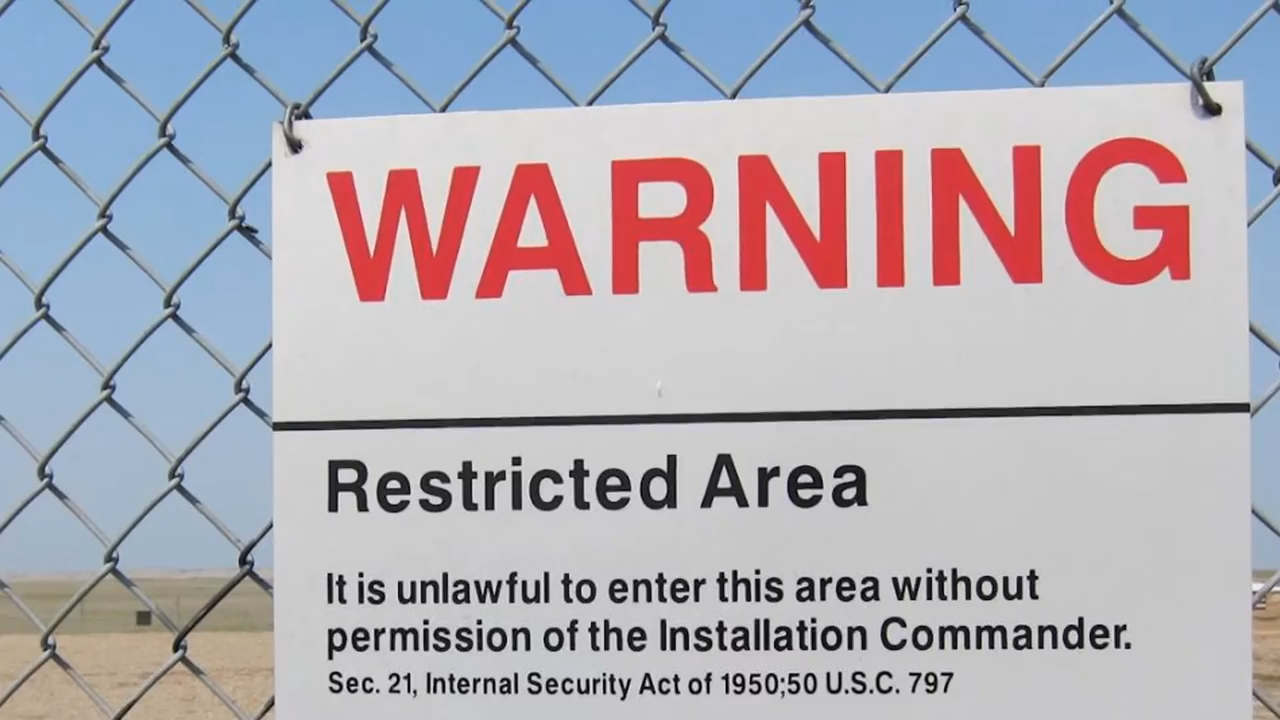 WARNING
Restricted Area
It is unlawful to enter this area without
permission of the Installation Commander.
Sec. 21, Internal Security Act of 1950;50 U.S.C. 797